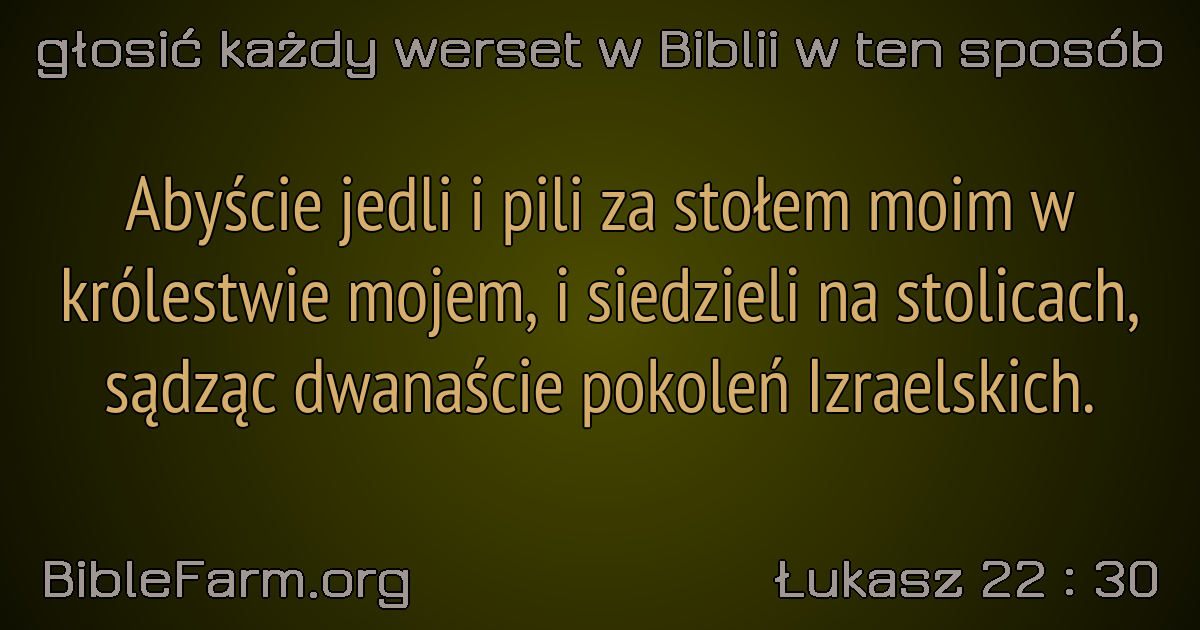 głosić każdy werset w Biblii w ten sposób
Abyście jedli i pili za stołem moim w
królestwie mojem, i siedzieli na stolicach,
sądząc dwanaście pokoleń Izraelskich.
BibleFarm.org
Łukasz 22 : 30